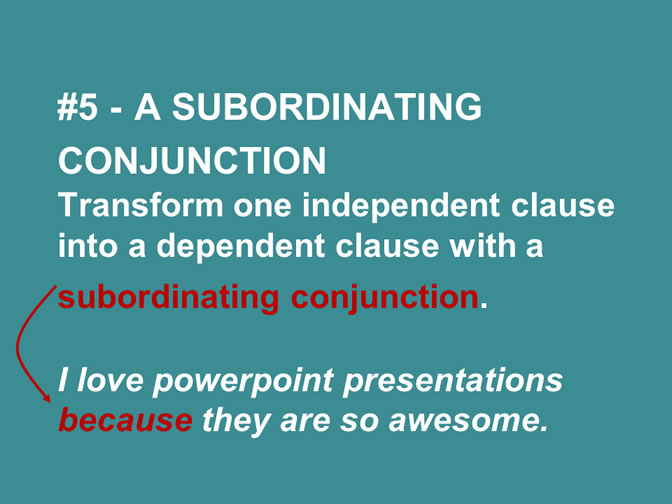 #5 - A SUBORDINATING
CONJUNCTION
Transform one independent clause
into a dependent clause with a
subordinating conjunction.
I love powerpoint presentations
because they are so awesome.